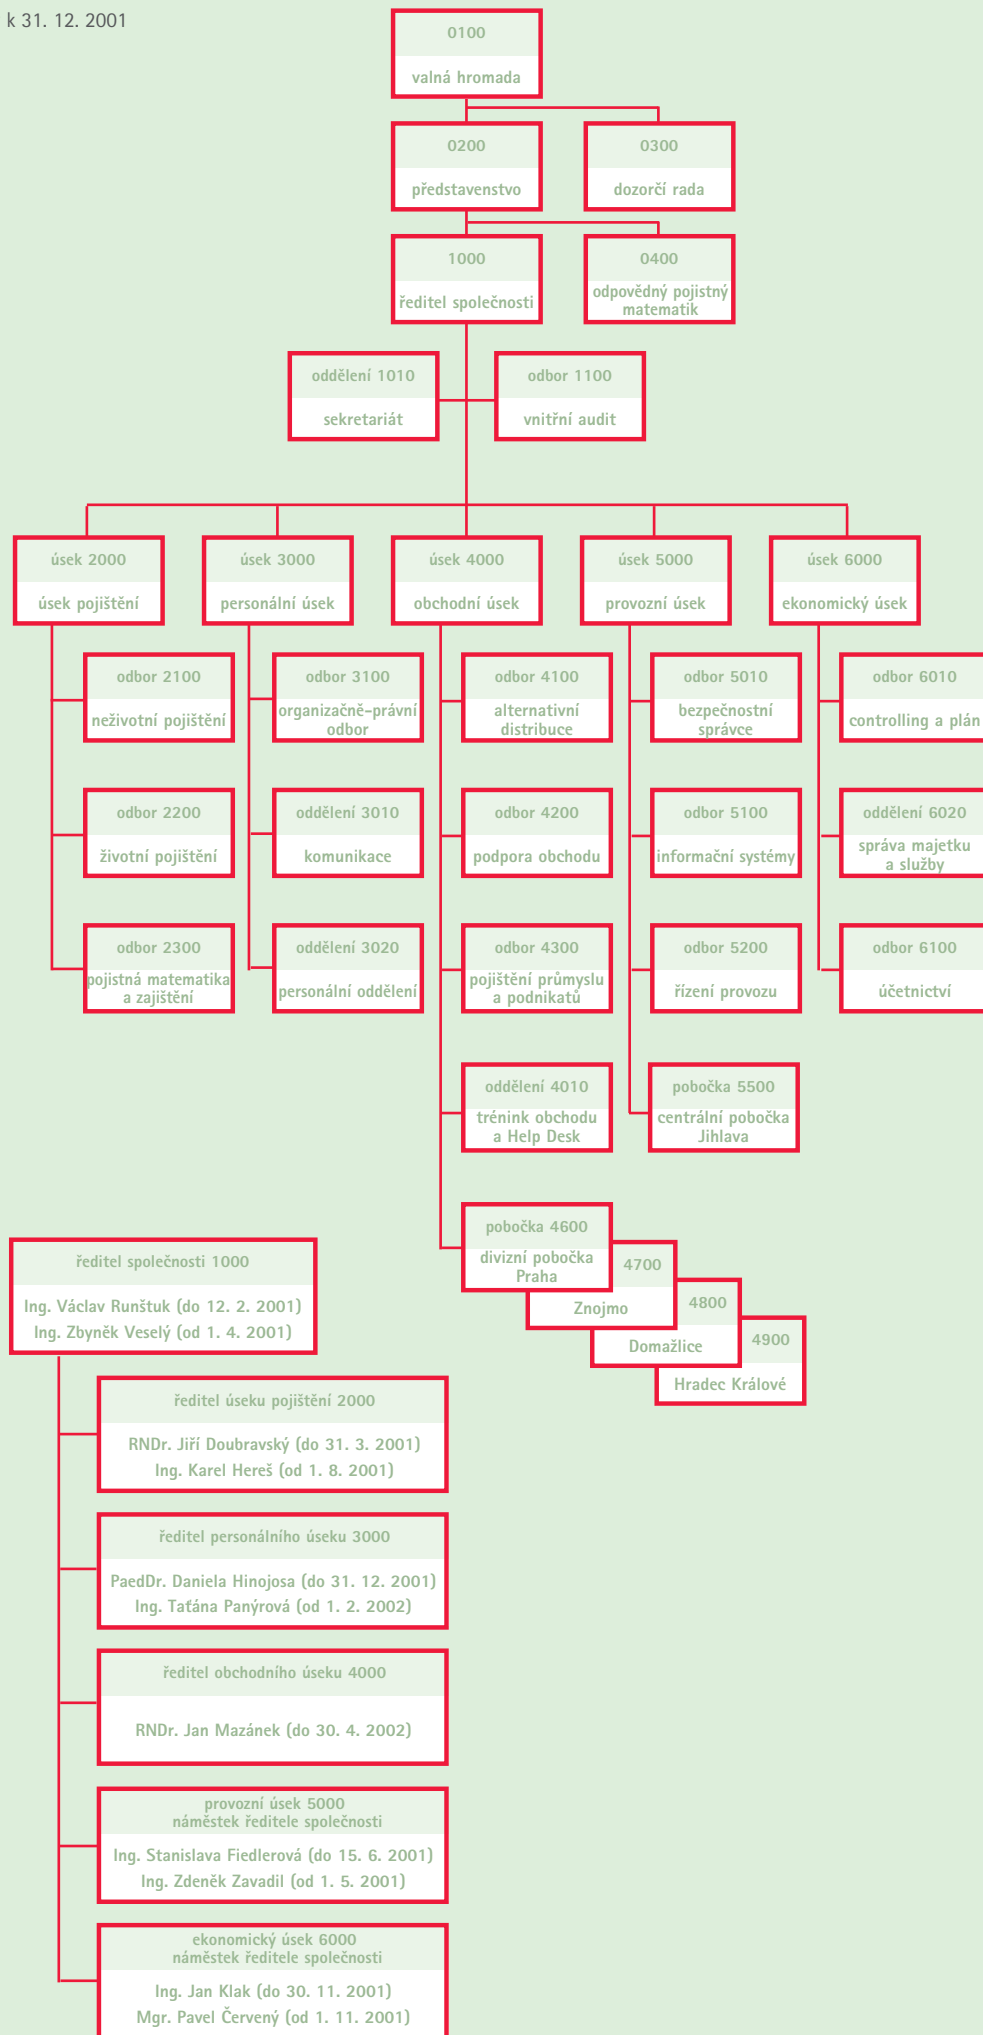 k 31. 12. 2001
0100
valná hromada
0200
představenstvo
0300
dozorčí rada
1000
ředitel společnosti
0400
odpovědný pojistný
matematik
oddělení 1010
sekretariát
odbor 1100
vnitřní audit
úsek 2000
úsek pojištění
úsek 3000
personální úsek
úsek 4000
obchodní úsek
úsek 5000
provozní úsek
úsek 6000
ekonomický úsek
odbor 2100
neživotní pojištění
odbor 3100
organizačně-právní
odbor
odbor 4100
alternativní
distribuce
odbor 5010
bezpečnostní
správce
odbor 6010
controlling a plán
odbor 2200
životní pojištění
oddělení 3010
komunikace
odbor 4200
podpora obchodu
odbor 5100
informační systémy
oddělení 6020
správa majetku
a služby
odbor 2300
pojistná matematika
a zajištění
oddělení 3020
personální oddělení
odbor 4300
pojištění průmyslu
a podnikatů
odbor 5200
řízení provozu
odbor 6100
účetnictví
oddělení 4010
trénink obchodu
a Help Desk
pobočka 5500
centrální pobočka
Jihlava
pobočka 4600
divizní pobočka
Praha
4700
Znojmo
4800
Domažlice
4900
Hradec Králové
ředitel společnosti 1000
Ing. Václav Runštuk (do 12. 2. 2001)
Ing. Zbyněk Veselý (od 1. 4. 2001)
ředitel úseku pojištění 2000
RNDr. Jiří Doubravský (do 31. 3. 2001)
Ing. Karel Hereš (od 1. 8. 2001)
ředitel personálního úseku 3000
PaedDr. Daniela Hinojosa (do 31. 12. 2001)
Ing. Taťána Panýrová (od 1. 2. 2002)
ředitel obchodního úseku 4000
RNDr. Jan Mazánek (do 30. 4. 2002)
provozní úsek 5000
náměstek ředitele společnosti
Ing. Stanislava Fiedlerová (do 15. 6. 2001)
Ing. Zdeněk Zavadil (od 1. 5. 2001)
ekonomický úsek 6000
náměstek ředitele společnosti
Ing. Jan Klak (do 30. 11. 2001)
Mgr. Pavel Červený (od 1. 11. 2001)